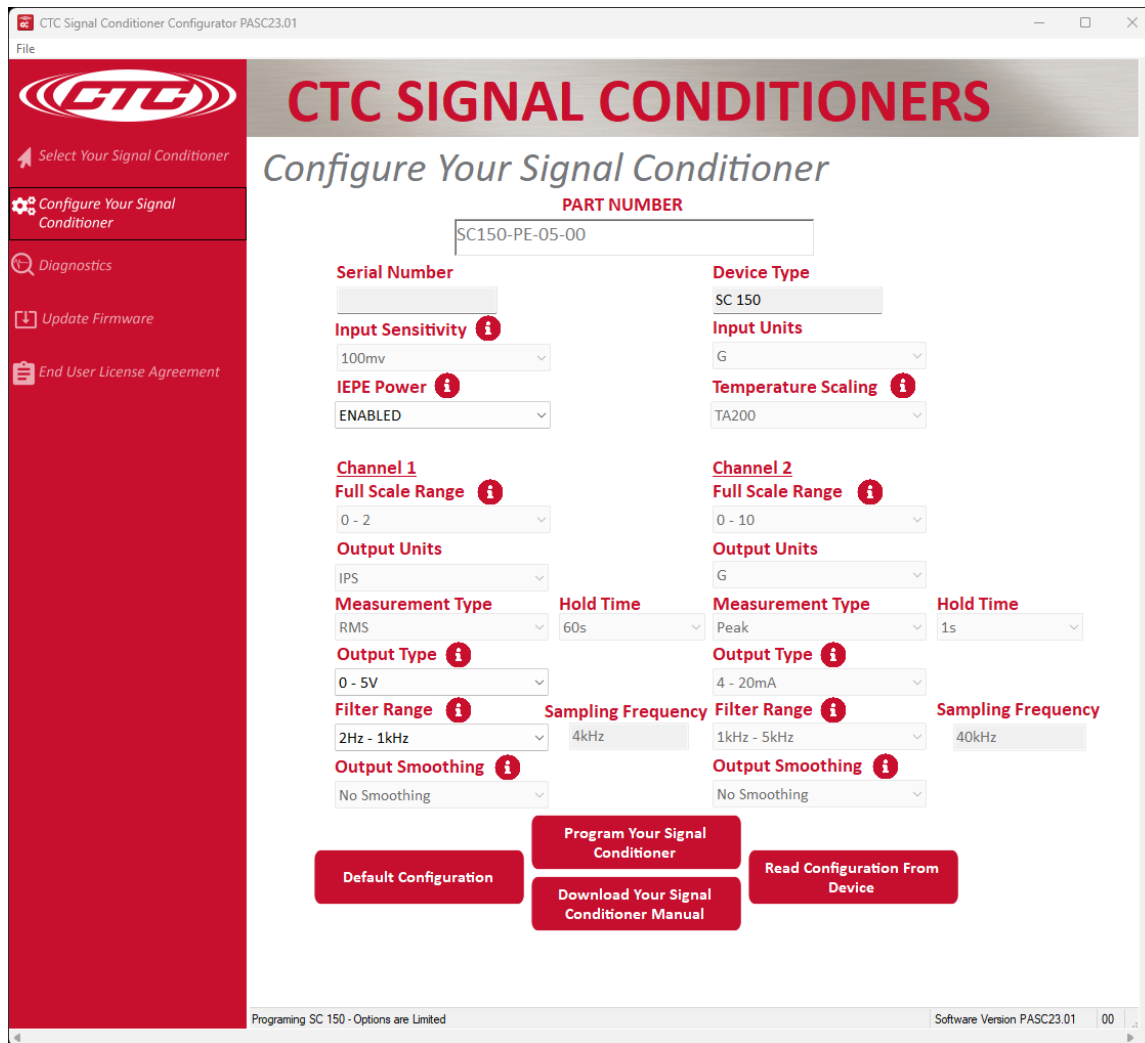 CTC Signal Conditioner Configurator PASC23.01
File
CTC
CTC SIGNAL CONDITIONERS
Select Your Signal Conditioner
Configure Your Signal
Conditioner
Diagnostics
Update Firmware
End User License Agreement
Configure Your Signal Conditioner
PART NUMBER
SC150-PE-05-00
Serial Number
Device Type
SC 150
Input Sensitivity
Input Units
100mv
G
IEPE Power
Temperature Scaling
ENABLED
TA200
Channel 1
Channel 2
Full Scale Range
Full Scale Range
0 - 2
0 - 10
Output Units
Output Units
IPS
G
Measurement Type
Hold Time
Measurement Type
Hold Time
RMS
60s
Peak
1s
Output Type
Output Type
0 - 5V
4 - 20mA
Filter Range
Sampling Frequency
Filter Range
Sampling Frequency
2Hz - 1kHz
4kHz
1kHz - 5kHz
40kHz
Output Smoothing
Output Smoothing
No Smoothing
No Smoothing
Default Configuration
Program Your Signal
Conditioner
Download Your Signal
Conditioner Manual
Read Configuration From
Device
Programing SC 150 - Options are Limited
Software Version PASC23.01
00